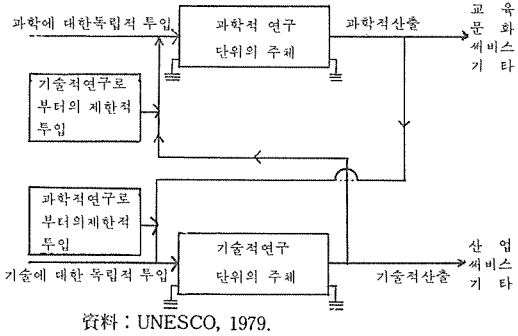 과학에 대한독립적 투입
과학적 연구
단위의 주체
과학적산출
교 육
문 화
써비스
기 타
기술적연구로
부터의 제한적
투입
과학적연구로
부터의제한적
투입
기술에 대한 독립적 투입
기술적연구
단위의 주체
기술적산출
산 업
써비스
기 타
資料：UNESCO, 1979.